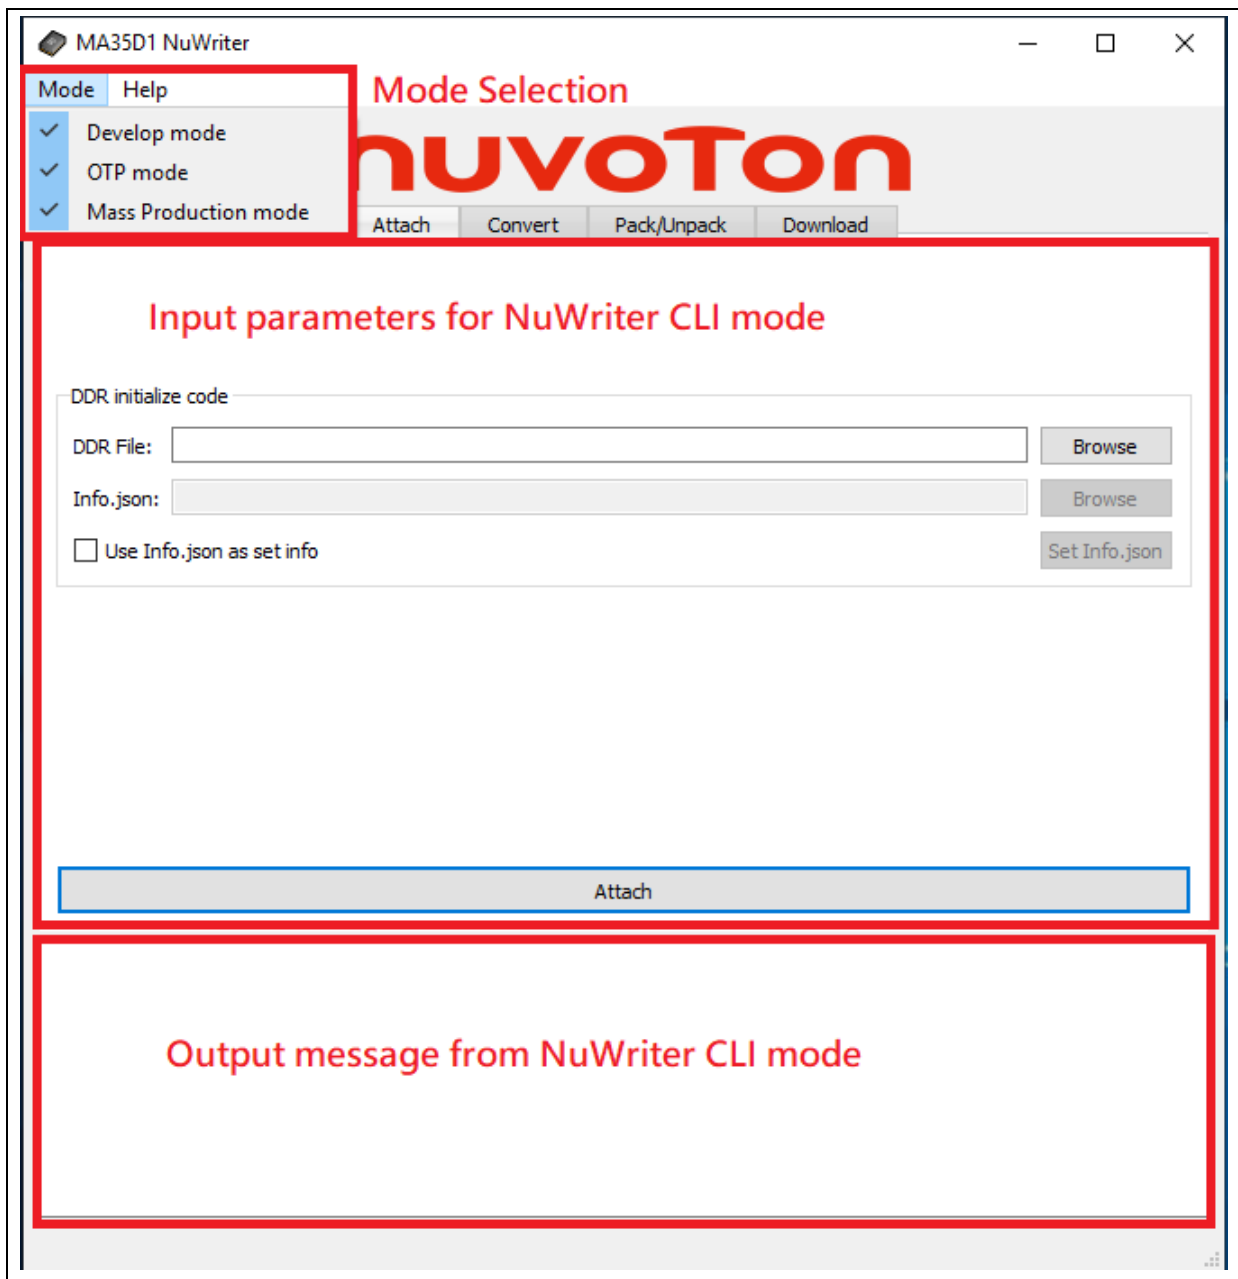 MA35D1 NuWriter
Mode Help
Mode Selection
Develop mode
OTP mode
Mass Production mode
nuvoTon
Attach Convert Pack/Unpack Download
Input parameters for NuWriter CLI mode
DDR initialize code
DDR File: Browse
Info.json: Browse
Use Info.json as set info Set Info.json
Attach
Output message from NuWriter CLI mode